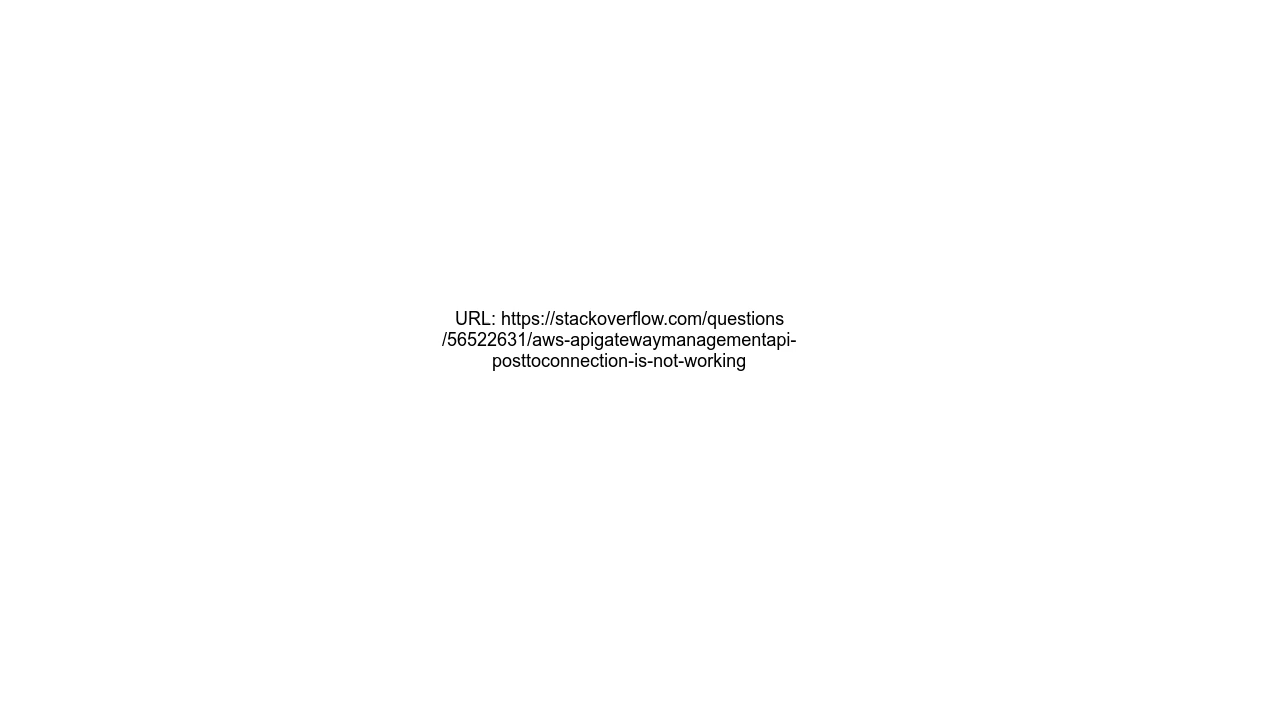 URL: https://stackoverflow.com/questions
/56522631/aws-apigatewaymanagementapi-
posttoconnection-is-not-working